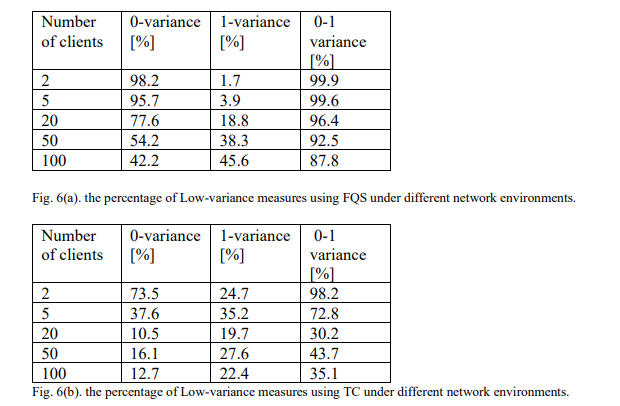 Number 0-variance 1-variance 0-1
of clients [%] [%] variance
[%]
2 98.2 1.7 99.9
5 95.7 3.9 99.6
20 77.6 18.8 96.4
50 54.2 38.3 92.5
100 42.2 45.6 87.8
Fig. 6(a). the percentage of Low-variance measures using FQS under different network environments.
Number 0-variance 1-variance 0-1
of clients [%] [%] variance
[%]
2 73.5 24.7 98.2
5 37.6 35.2 72.8
20 10.5 19.7 30.2
50 16.1 27.6 43.7
100 12.7 22.4 35.1
Fig. 6(b). the percentage of Low-variance measures using TC under different network environments.